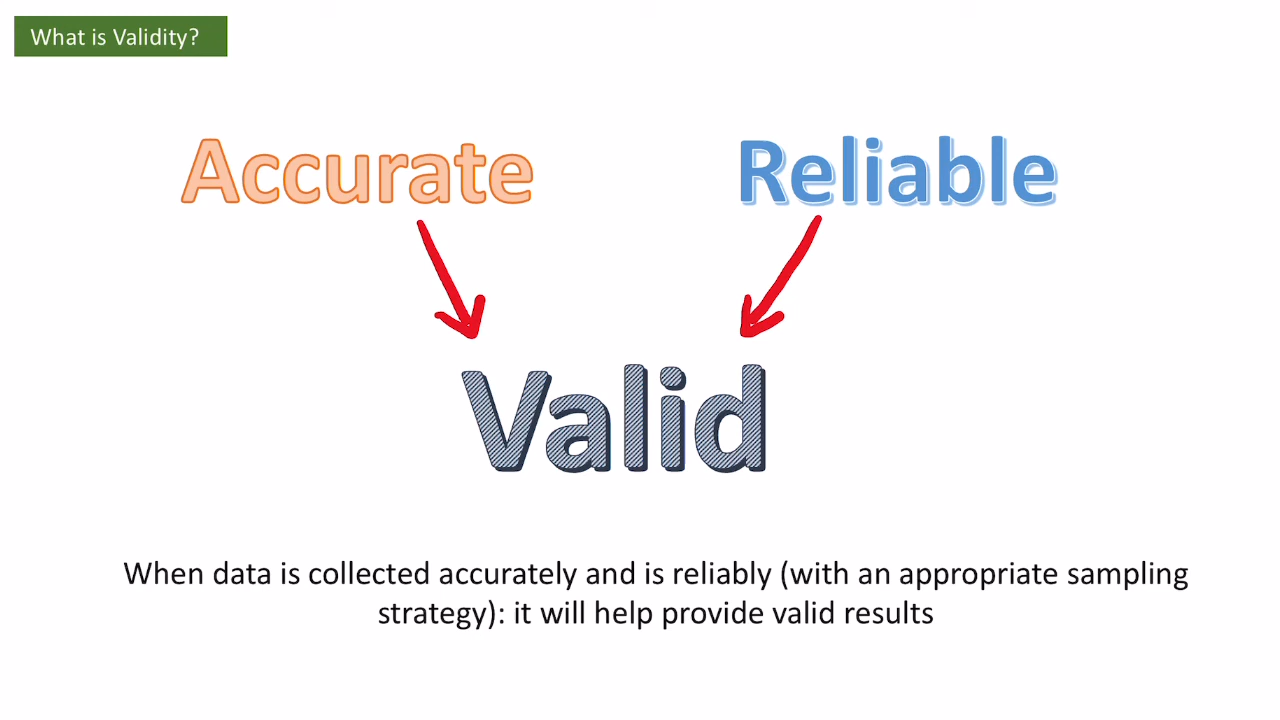 What is Validity?
Accurate
Reliable
Valid
When data is collected accurately and is reliably (with an appropriate sampling
strategy): it will help provide valid results